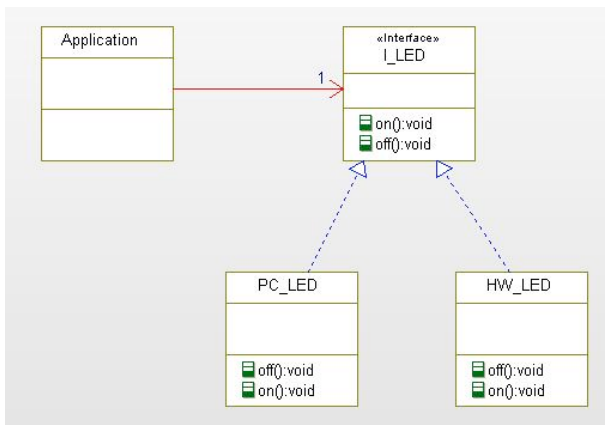 Application
«Interface»
I_LED
1
on():void
off():void
PC_LED
off():void
on():void
HW_LED
off():void
on():void